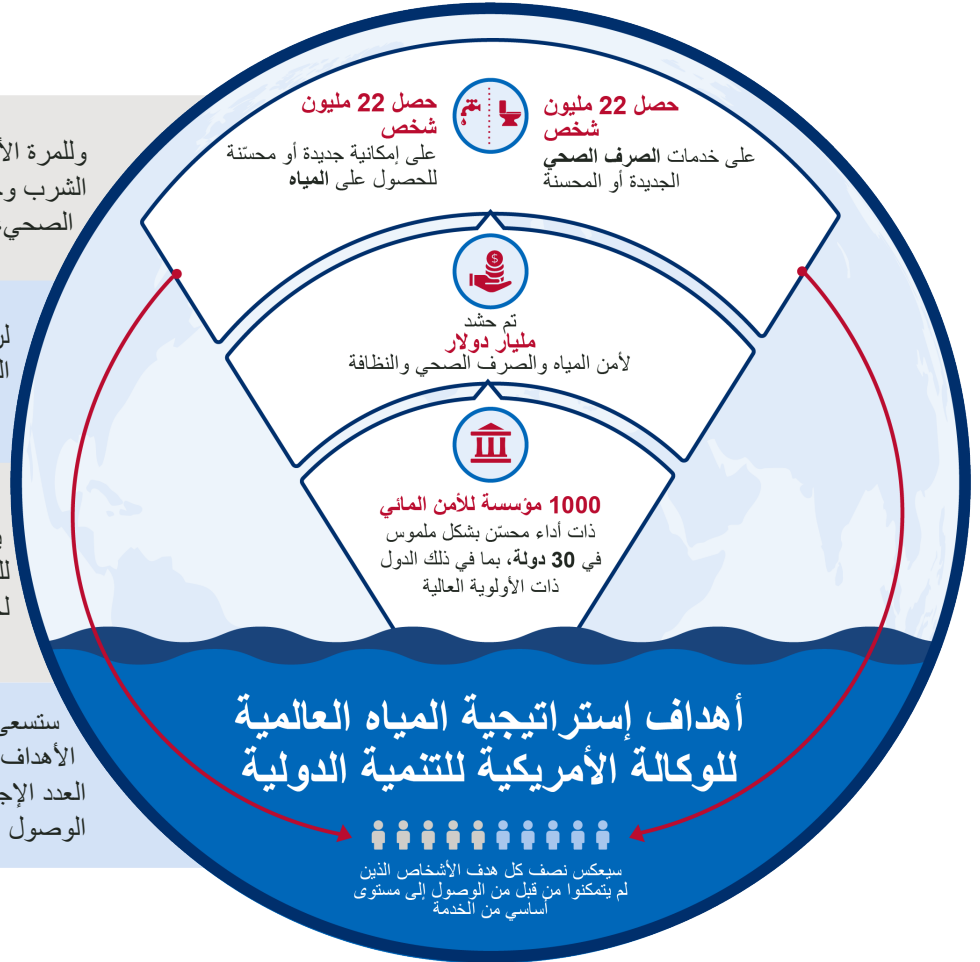 حصل 22 مليون
شخص
على خدمات الصرف الصحي
الجديدة أو المحسنة
حصل 22 مليون
شخص
على إمكانية جديدة أو محسّنة
للحصول على المياه
$
تم حشد
مليار دولار
لأمن المياه والصرف الصحي والنظافة
1000 مؤسسة للأمن المائي
ذات أداء محسّن بشكل ملموس
في 30 دولة، بما في ذلك الدول
ذات الأولوية العالية
أهداف إستراتيجية المياه العالمية
للوكالة الأمريكية للتنمية الدولية
سيعكس نصف كل هدف الأشخاص الذين
لم يتمكنوا من قبل من الوصول إلى مستوى
أساسي من الخدمة
وللمرة
الشرب
الصحي
ستسعى
الأهداف
العدد
الوصول